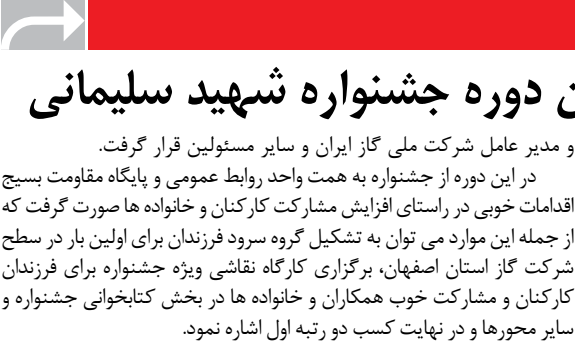 دوره جشنواره شهید سلیمانی
و مدیر عامل شرکت ملی گاز ایران و سایر مسئولین قرار گرفت.
در این دوره از جشنواره به همت واحد روابط عمومی و پایگاه مقاومت بسیج
اقدامات خوبی در راستای افزایش مشارکت کارکنان و خانواده ها صورت گرفت که
از جمله این موارد می توان به تشکیل گروه سرود فرزندان برای اولین بار در سطح
شرکت گاز استان اصفهان، برگزاری کارگاه نقاشی ویژه جشنواره برای فرزندان
کارکنان و مشارکت خوب همکاران و خانواده ها در بخش کتابخوانی جشنواره و
سایر محورها و در نهایت کسب دو رتبه اول اشاره نمود.